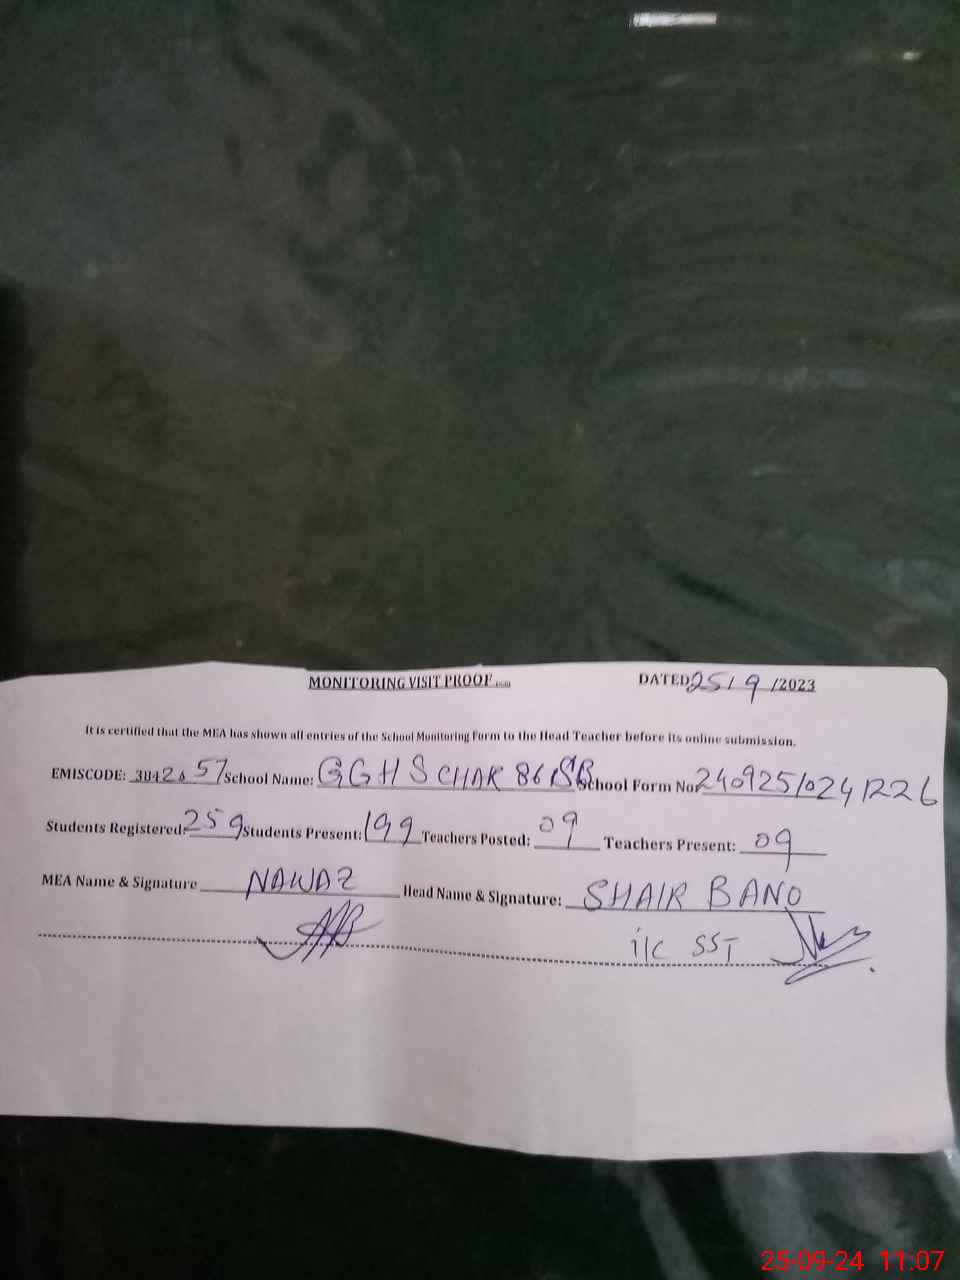 MONITORING VISIT PROOF DATED 25/9/2023
It is certified that the MEA has shown all entries of the School Monitoring Form to the Head Teacher before its online submission.
EMISCODE: School Name: GGHS CHAK 86 SB School Form No: 24092510241226
Students Registered: 259 Students Present: 199 Teachers Posted: 09 Teachers Present: 09
MEA Name & Signature NAWAZ Head Name & Signature: SHAIR BANO
i/c SST
25-09-24 11:07